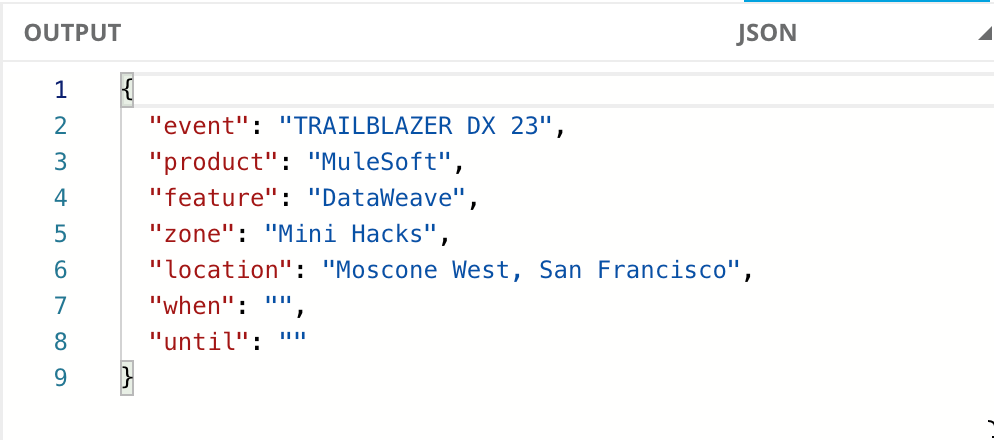 OUTPUT JSON
1 {
2 "event": "TRAILBLAZER DX 23",
3 "product": "MuleSoft",
4 "feature": "DataWeave",
5 "zone": "Mini Hacks",
6 "location": "Moscone West, San Francisco",
7 "when": "",
8 "until": ""
9 }